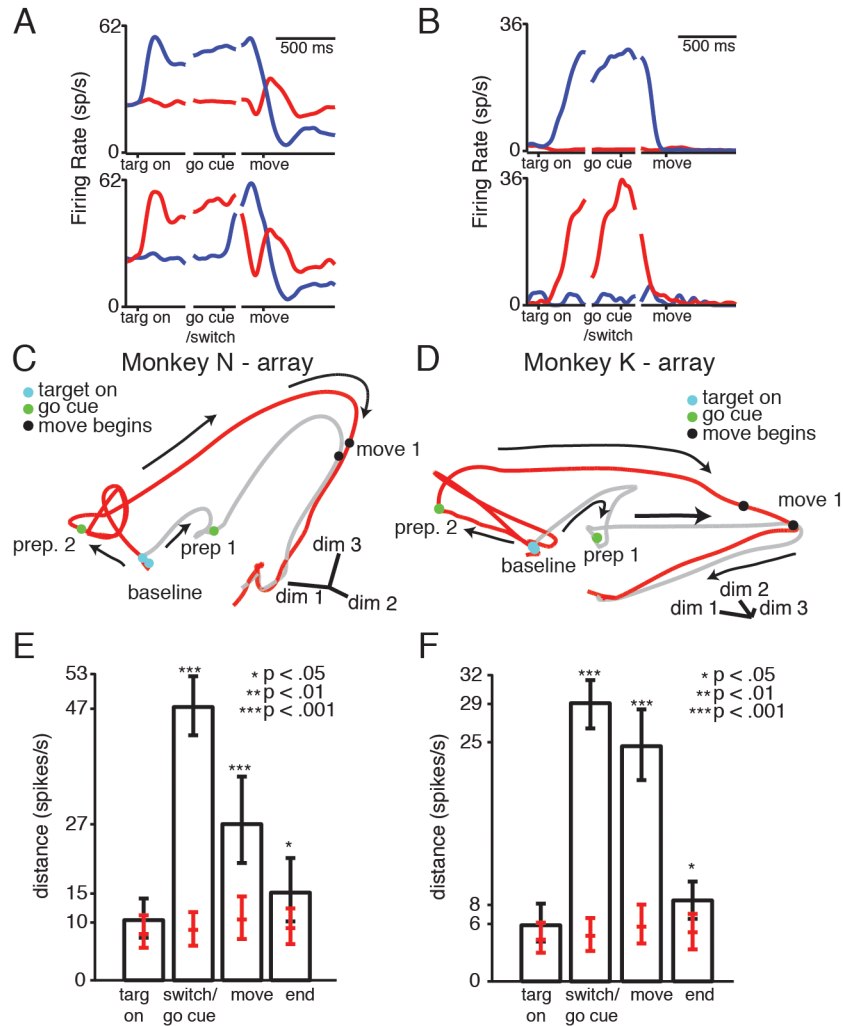 A
62
500 ms
0
targ on
go cue
move
62
0
targ on
go cue
/switch
move
Firing Rate (sp/s)
B
36
500 ms
0
targ on
go cue
move
36
0
targ on
go cue
/switch
move
Firing Rate (sp/s)
C
Monkey N - array
target on
go cue
move begins
move 1
prep. 2
prep 1
baseline
dim 3
dim 1
dim 2
D
Monkey K - array
target on
go cue
move begins
move 1
prep. 2
baseline
prep 1
dim 2
dim 1
dim 3
E
53
47
27
15
10
0
distance (spikes/s)
***
***
*
* p < .05
** p < .01
*** p < .001
targ
on
switch/
go cue
move
end
F
32
29
25
8
6
0
distance (spikes/s)
***
***
*
* p < .05
** p < .01
*** p < .001
targ
on
switch/
go cue
move
end